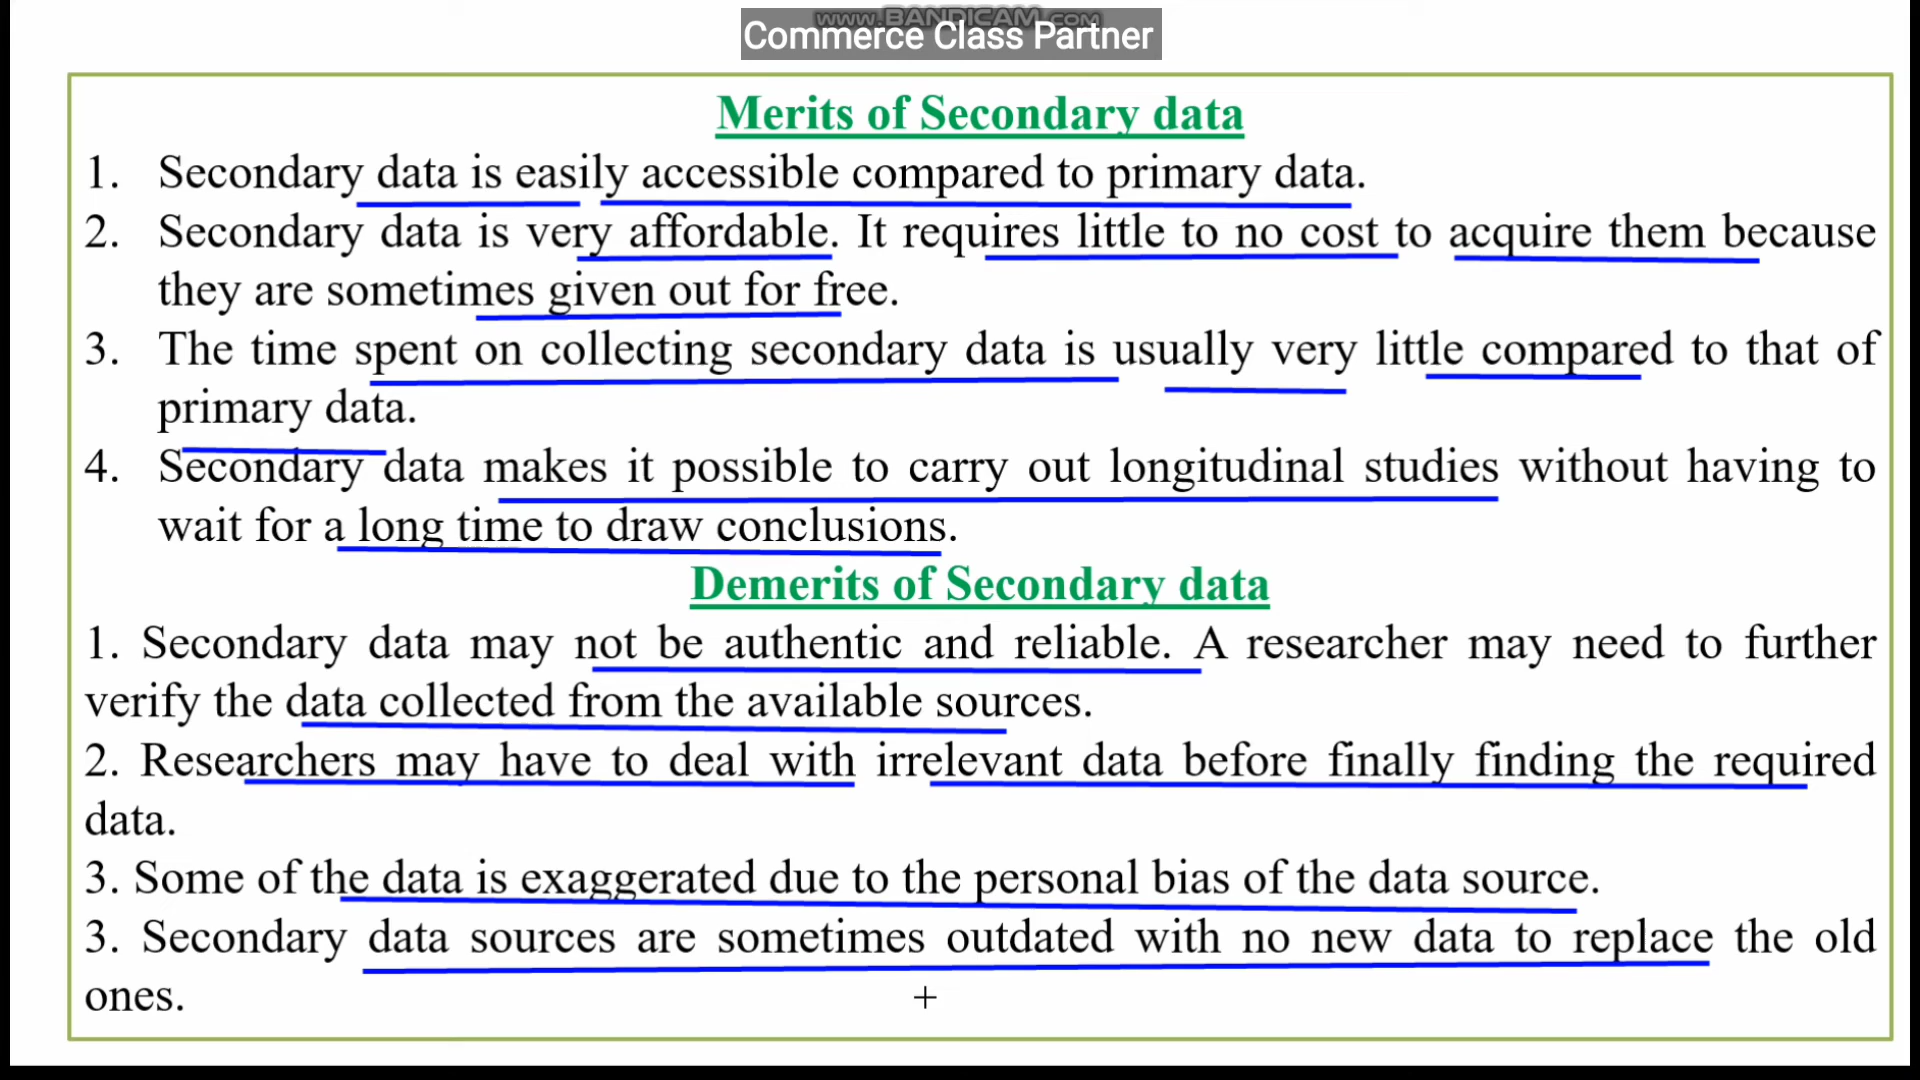 www.BANDICAM.com
Commerce Class Partner
Merits of Secondary data
1. Secondary data is easily accessible compared to primary data.
2. Secondary data is very affordable. It requires little to no cost to acquire them because
they are sometimes given out for free.
3. The time spent on collecting secondary data is usually very little compared to that of
primary data.
4. Secondary data makes it possible to carry out longitudinal studies without having to
wait for a long time to draw conclusions.
Demerits of Secondary data
1. Secondary data may not be authentic and reliable. A researcher may need to further
verify the data collected from the available sources.
2. Researchers may have to deal with irrelevant data before finally finding the required
data.
3. Some of the data is exaggerated due to the personal bias of the data source.
3. Secondary data sources are sometimes outdated with no new data to replace the old
ones.